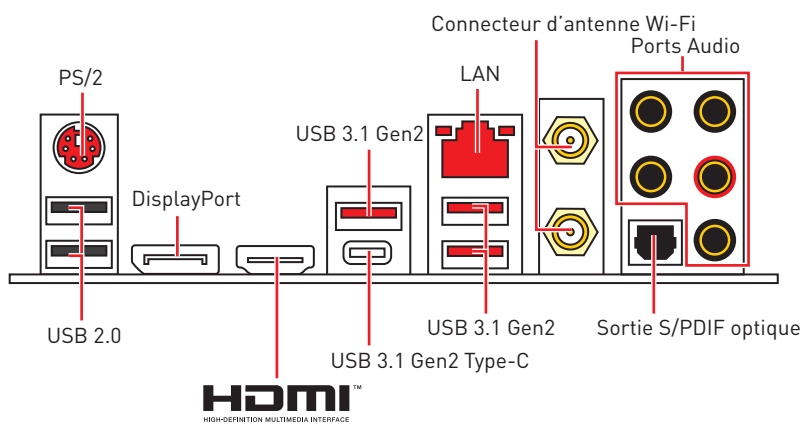 Connecteur d'antenne Wi-Fi
Ports Audio
PS/2
LAN
USB 3.1 Gen2
DisplayPort
USB 2.0
USB 3.1 Gen2
Sortie S/PDIF optique
USB 3.1 Gen2 Type-C
HDMI™
HIGH-DEFINITION MULTIMEDIA INTERFACE